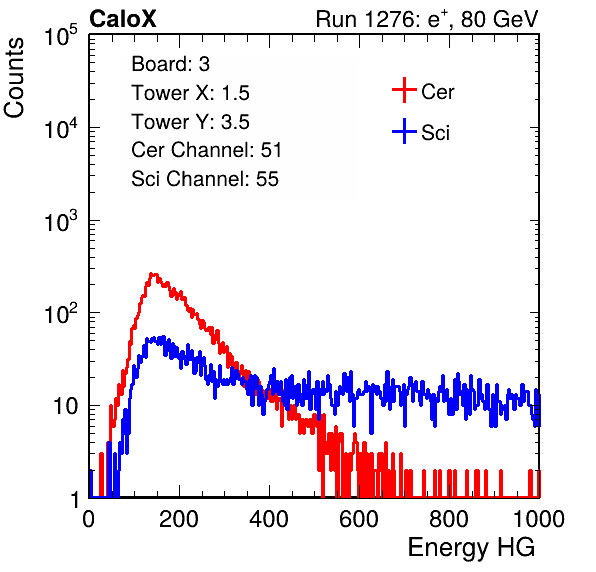 CaloX Run 1276: e⁺, 80 GeV
Counts
10⁵
10⁴
10³
10²
10
1
Board: 3
Tower X: 1.5
Tower Y: 3.5
Cer Channel: 51
Sci Channel: 55
Cer
Sci
0 200 400 600 800 1000
Energy HG